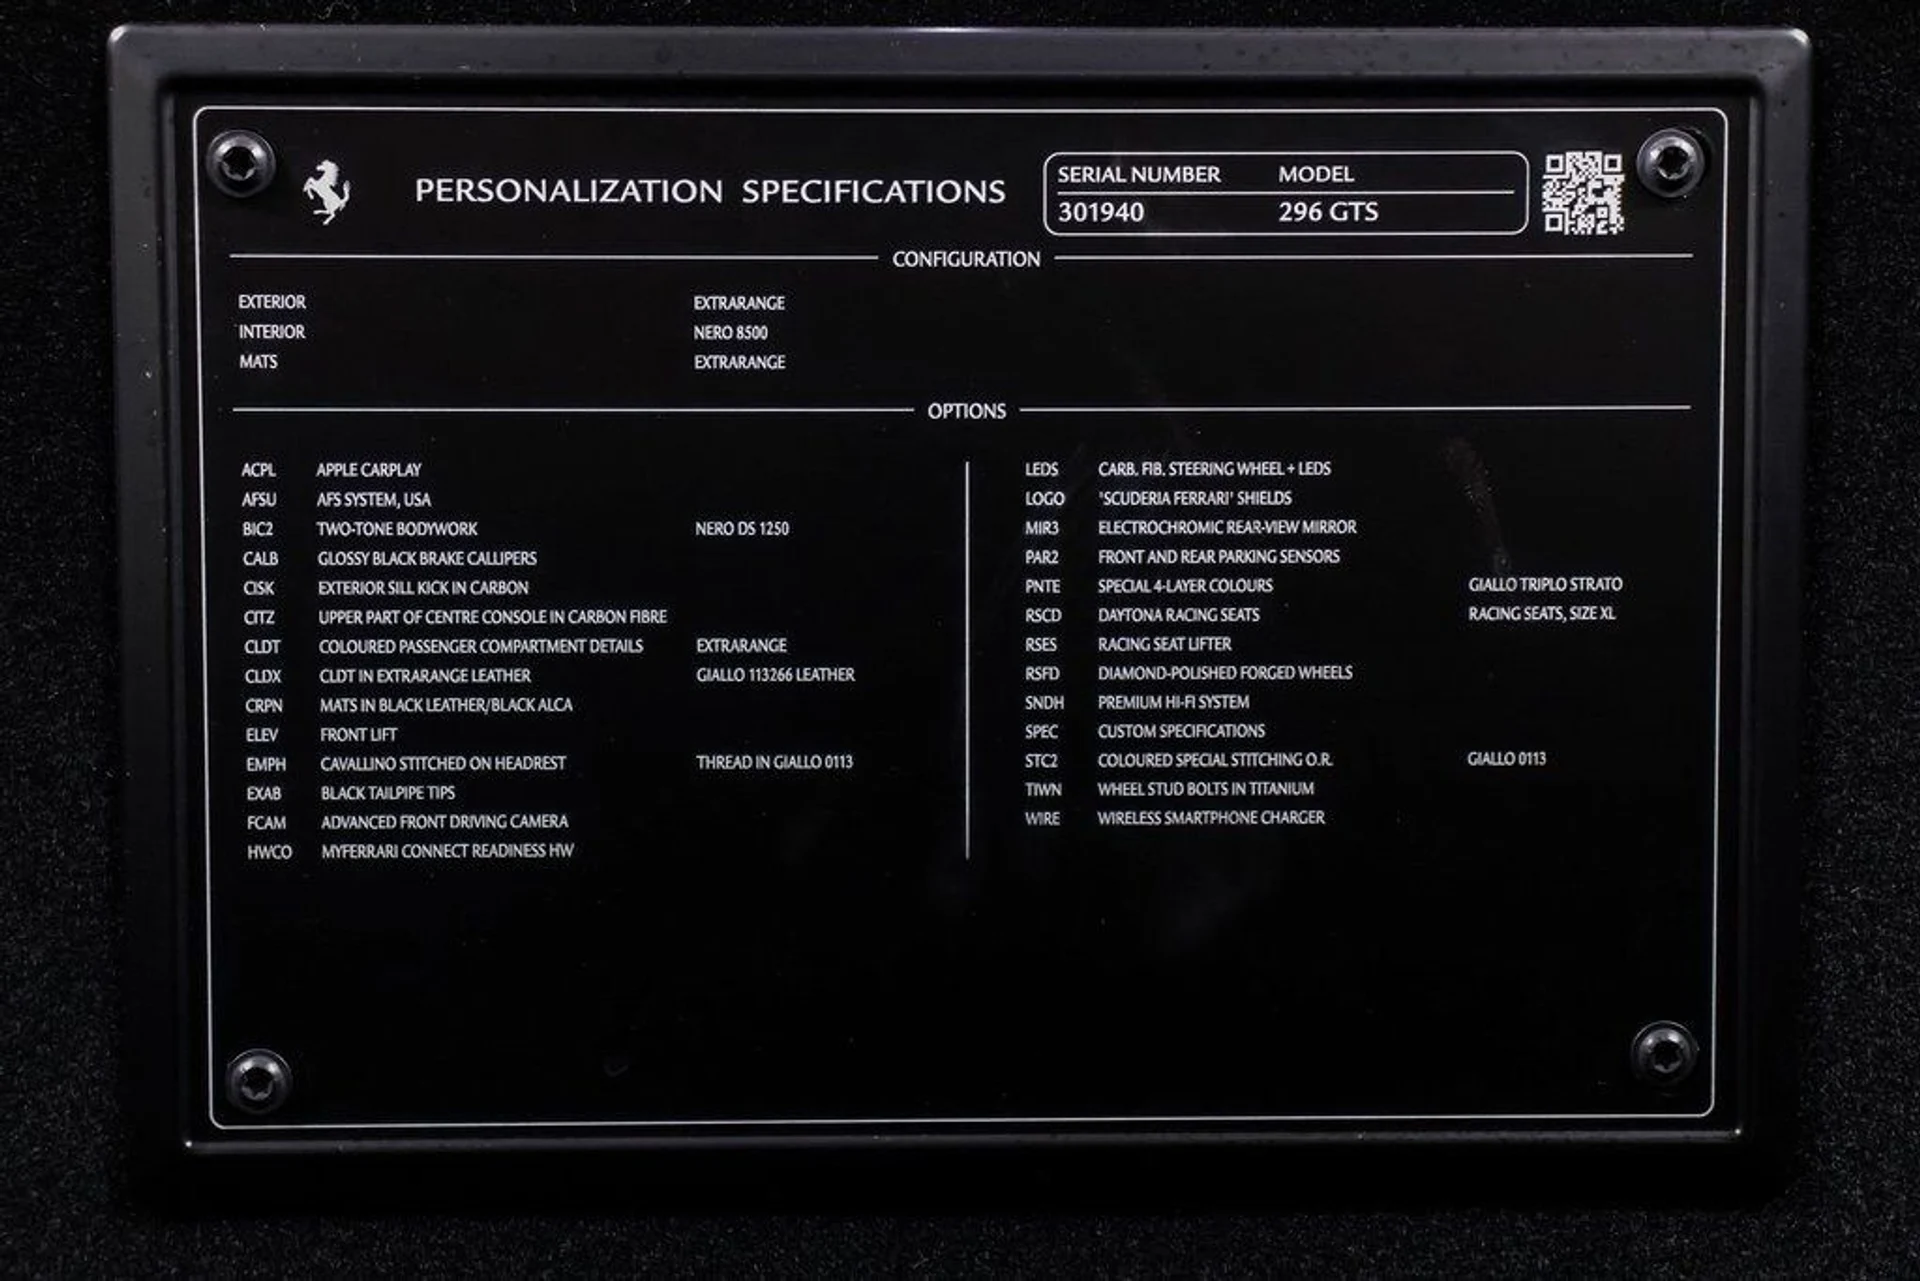 PERSONALIZATION SPECIFICATIONS
SERIAL NUMBER MODEL
301940 296 GTS
CONFIGURATION
EXTERIOR EXTRARANGE
INTERIOR NERO 8500
MATS EXTRARANGE
OPTIONS
ACPL APPLE CARPLAY
AFSU AFS SYSTEM, USA
BIC2 TWO-TONE BODYWORK NERO DS 1250
CALB GLOSSY BLACK BRAKE CALLIPERS
CISK EXTERIOR SILL KICK IN CARBON
CITZ UPPER PART OF CENTRE CONSOLE IN CARBON FIBRE
CLDT COLOURED PASSENGER COMPARTMENT DETAILS EXTRARANGE
CLDX CLDT IN EXTRARANGE LEATHER GIALLO 113266 LEATHER
CRPN MATS IN BLACK LEATHER/BLACK ALCA
ELEV FRONT LIFT
EMPH CAVALLINO STITCHED ON HEADREST THREAD IN GIALLO 0113
EXAB BLACK TAILPIPE TIPS
FCAM ADVANCED FRONT DRIVING CAMERA
HWCO MYFERRARI CONNECT READINESS HW
LEDS CARB. FIB. STEERING WHEEL + LEDS
LOGO 'SCUDERIA FERRARI' SHIELDS
MIR3 ELECTROCHROMIC REAR-VIEW MIRROR
PAR2 FRONT AND REAR PARKING SENSORS
PNTE SPECIAL 4-LAYER COLOURS GIALLO TRIPLO STRATO
RSCD DAYTONA RACING SEATS RACING SEATS, SIZE XL
RSES RACING SEAT LIFTER
RSFD DIAMOND-POLISHED FORGED WHEELS
SNDH PREMIUM HI-FI SYSTEM
SPEC CUSTOM SPECIFICATIONS
STC2 COLOURED SPECIAL STITCHING O.R. GIALLO 0113
TIWN WHEEL STUD BOLTS IN TITANIUM
WIRE WIRELESS SMARTPHONE CHARGER